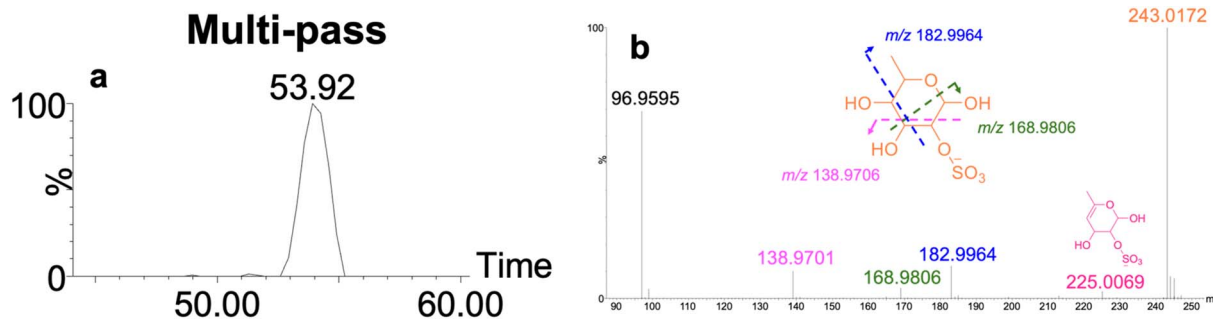 Multi-pass
a
53.92
100
%
0
50.00
60.00
Time
b
100
%
0
243.0172
m/z 182.9964
HO
O
OH
HO
O
SO3
-
m/z 168.9806
m/z 138.9706
96.9595
138.9701
168.9806
182.9964
225.0069
O
OH
HO
O
SO3
-
90 100 110 120 130 140 150 160 170 180 190 200 210 220 230 240 250 m